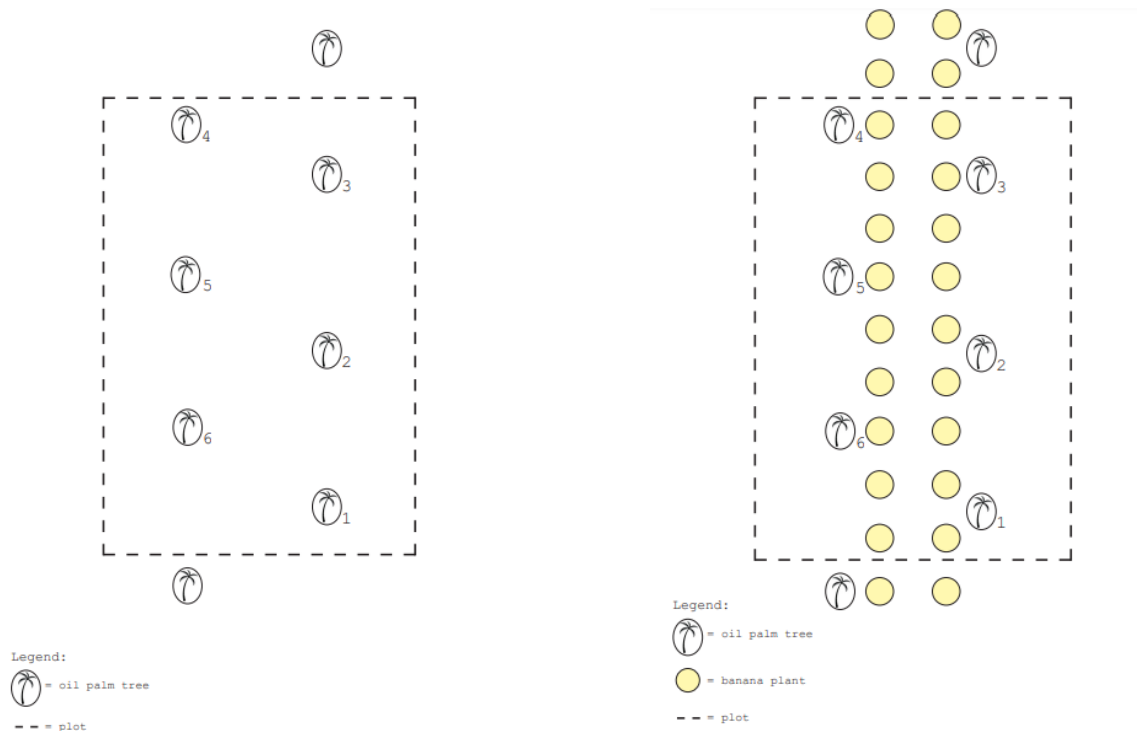 4
3
5
2
6
1
Legend:
= oil palm tree
= plot
4
3
5
2
6
1
Legend:
= oil palm tree
= banana plant
= plot